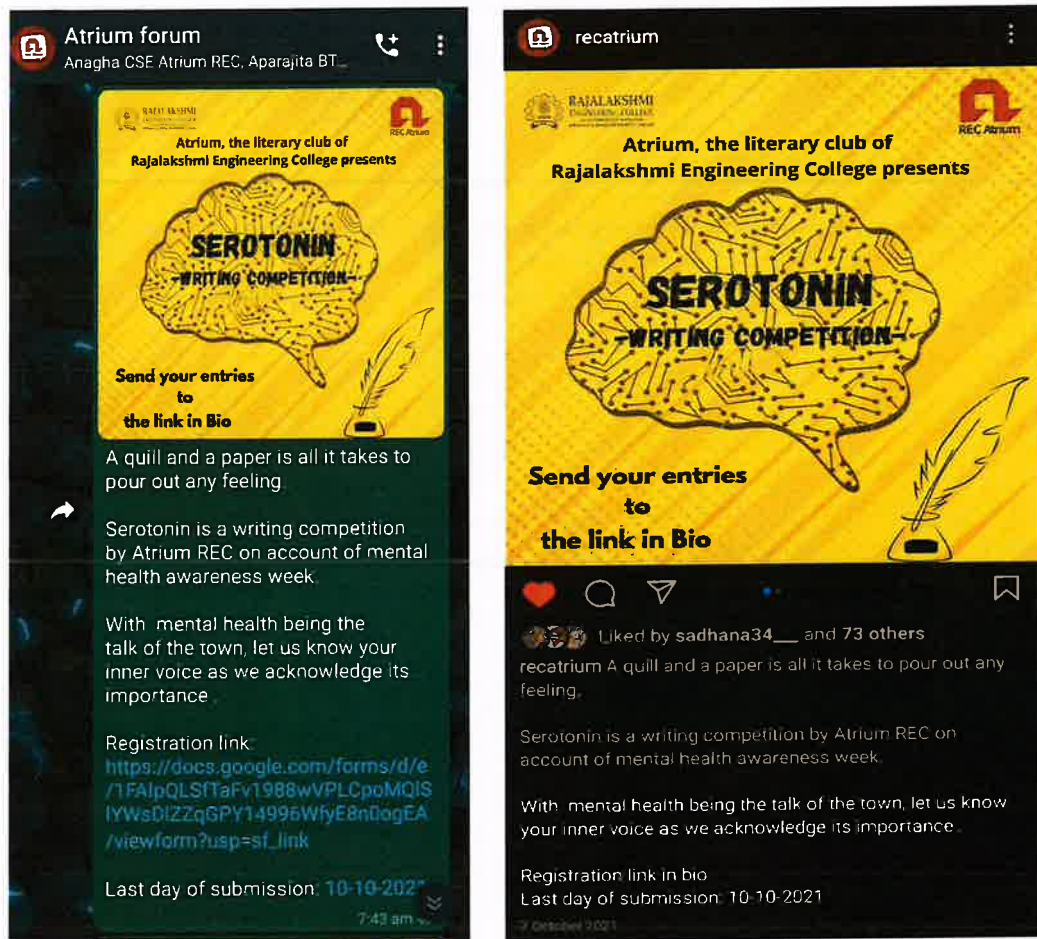 Atrium forum
Anagha CSE Atrium REC, Aparajita BT...
RAJALAKSHMI
ENGINEERING COLLEGE
REC Atrium
Atrium, the literary club of
Rajalakshmi Engineering College presents
SEROTONIN
-WRITING COMPETITION-
Send your entries
to
the link in Bio
A quill and a paper is all it takes to
pour out any feeling.
Serotonin is a writing competition
by Atrium REC on account of mental
health awareness week.
With mental health being the
talk of the town, let us know your
inner voice as we acknowledge its
importance.
Registration link:
https://docs.google.com/forms/d/e
/viewform?usp=sf_link
Last day of submission: 10-10-202
7:43 am
recatrium
RAJALAKSHMI
ENGINEERING COLLEGE
REC Atrium
Atrium, the literary club of
Rajalakshmi Engineering College presents
SEROTONIN
-WRITING COMPETITION-
Send your entries
to
the link in Bio
Liked by sadhana34__ and 73 others
recatrium A quill and a paper is all it takes to pour out any
feeling.
Serotonin is a writing competition by Atrium REC on
account of mental health awareness week.
With mental health being the talk of the town, let us know
your inner voice as we acknowledge its importance.
Registration link in bio
Last day of submission: 10-10-2021
October 2021